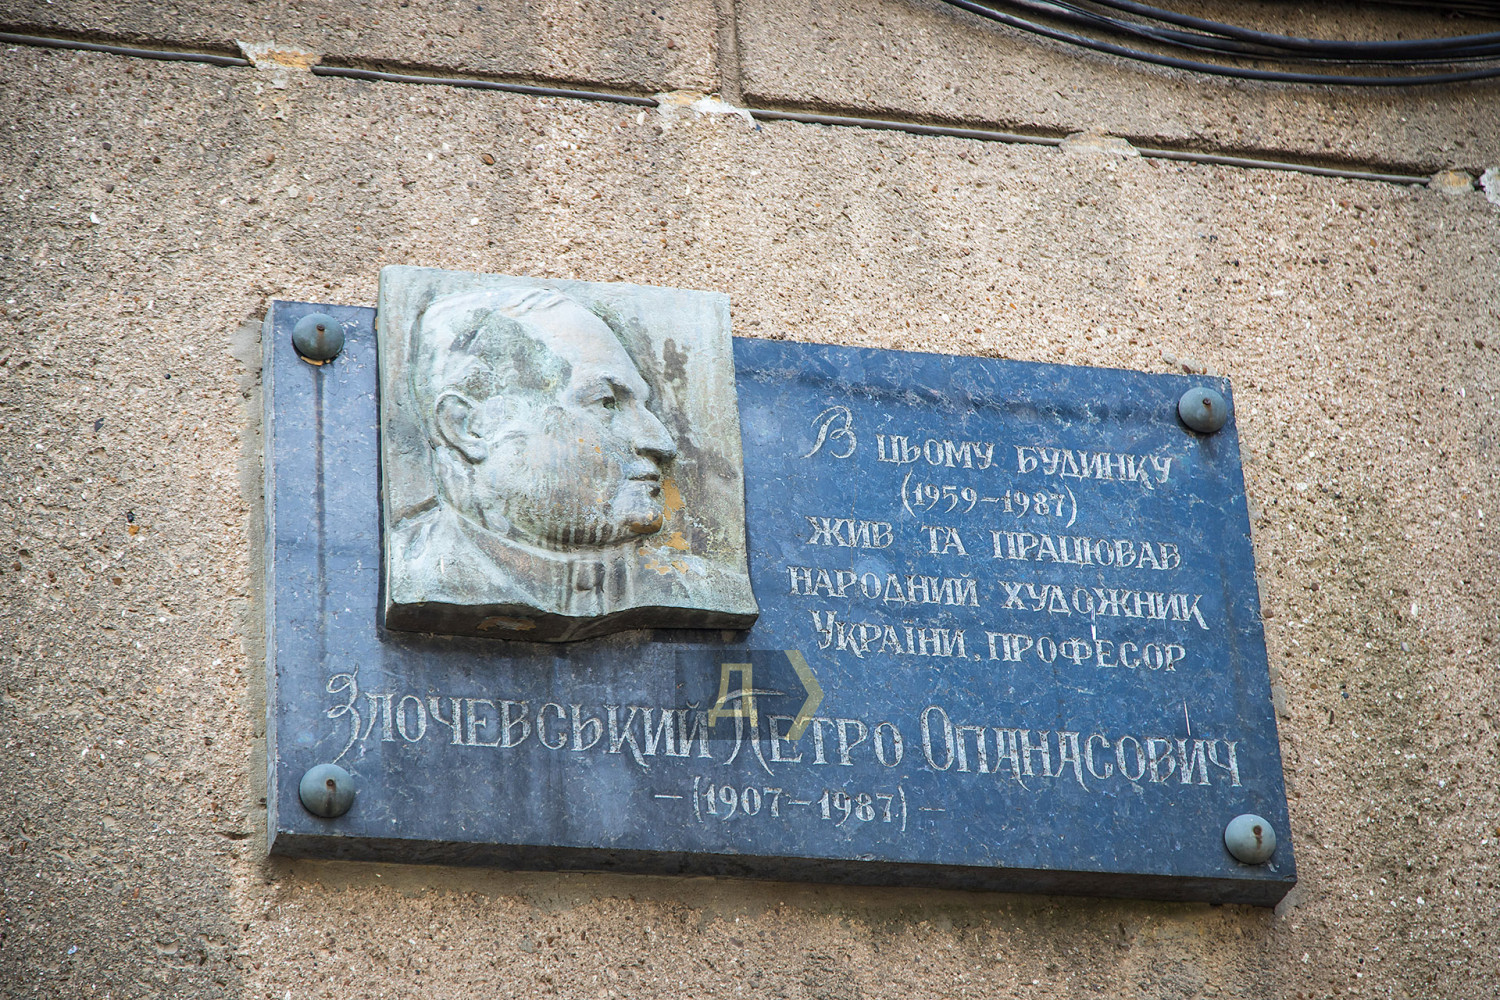 В цьому будинку
(1959–1987)
жив та працював
народний художник
України, професор
Злочевський Петро Опанасович
– (1907–1987) –
Д